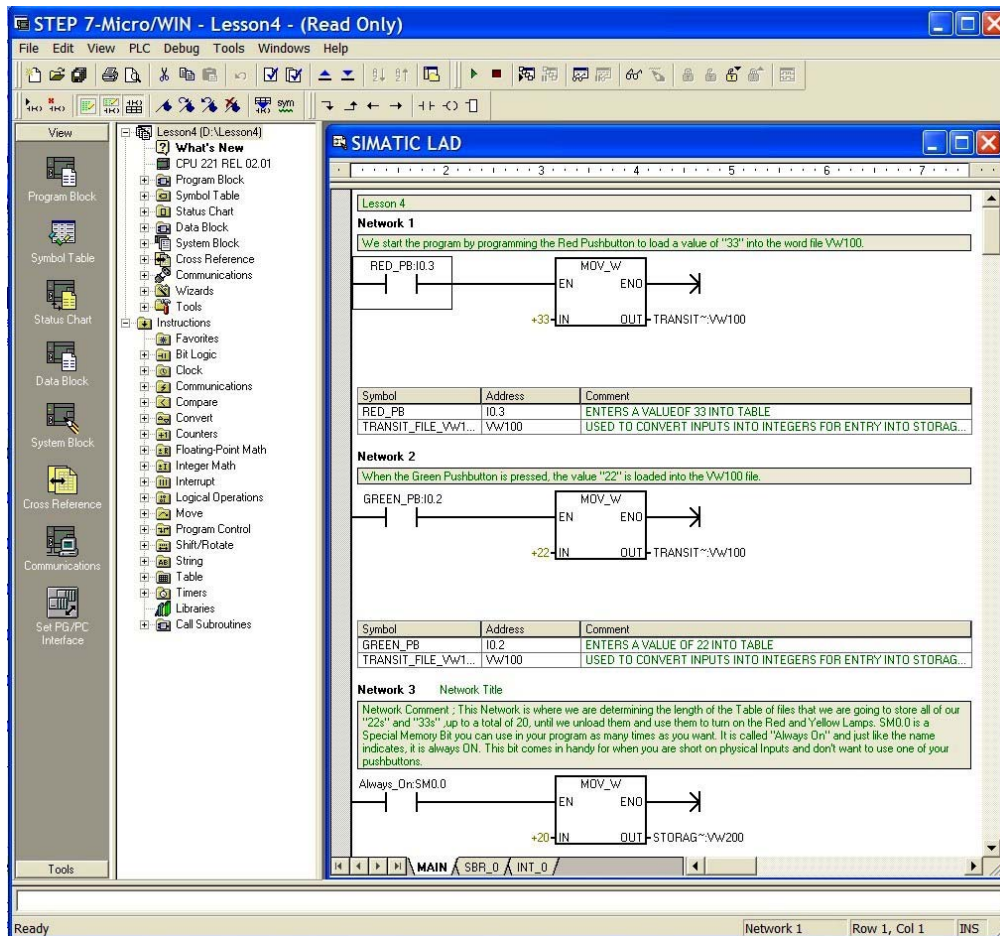 STEP 7-Micro/WIN - Lesson4 - (Read Only)
File Edit View PLC Debug Tools Windows Help
sym
View
Program Block
Symbol Table
Status Chart
Data Block
System Block
Cross Reference
Communications
Set PG/PC
Interface
Tools
Lesson4 (D:\Lesson4)
What's New
CPU 221 REL 02.01
Program Block
Symbol Table
Status Chart
Data Block
System Block
Cross Reference
Communications
Wizards
Tools
Instructions
Favorites
Bit Logic
Clock
Communications
Compare
Convert
Counters
Floating-Point Math
Integer Math
Interrupt
Logical Operations
Move
Program Control
Shift/Rotate
String
Table
Timers
Libraries
Call Subroutines
SIMATIC LAD
2 3 4 5 6 7
Lesson 4
Network 1
We start the program by programming the Red Pushbutton to load a value of "33" into the word file VW100.
RED_PB:I0.3 MOV_W
EN ENO
+33 IN OUT TRANSIT~:VW100
Symbol Address Comment
RED_PB I0.3 ENTERS A VALUEOF 33 INTO TABLE
TRANSIT_FILE_VW1... VW100 USED TO CONVERT INPUTS INTO INTEGERS FOR ENTRY INTO STORAG...
Network 2
When the Green Pushbutton is pressed, the value "22" is loaded into the VW100 file.
GREEN_PB:I0.2 MOV_W
EN ENO
+22 IN OUT TRANSIT~:VW100
Symbol Address Comment
GREEN_PB I0.2 ENTERS A VALUE OF 22 INTO TABLE
TRANSIT_FILE_VW1... VW100 USED TO CONVERT INPUTS INTO INTEGERS FOR ENTRY INTO STORAG...
Network 3 Network Title
Network Comment ; This Network is where we are determining the length of the Table of files that we are going to store all of our
"22s" and "33s" ,up to a total of 20, until we unload them and use them to turn on the Red and Yellow Lamps. SM0.0 is a
Special Memory Bit you can use in your program as many times as you want. It is called "Always On" and just like the name
indicates, it is always ON. This bit comes in handy for when you are short on physical Inputs and don't want to use one of your
pushbuttons.
Always_On:SM0.0 MOV_W
EN ENO
+20 IN OUT STORAG~:VW200
MAIN SBR_0 INT_0
Ready Network 1 Row 1, Col 1 INS